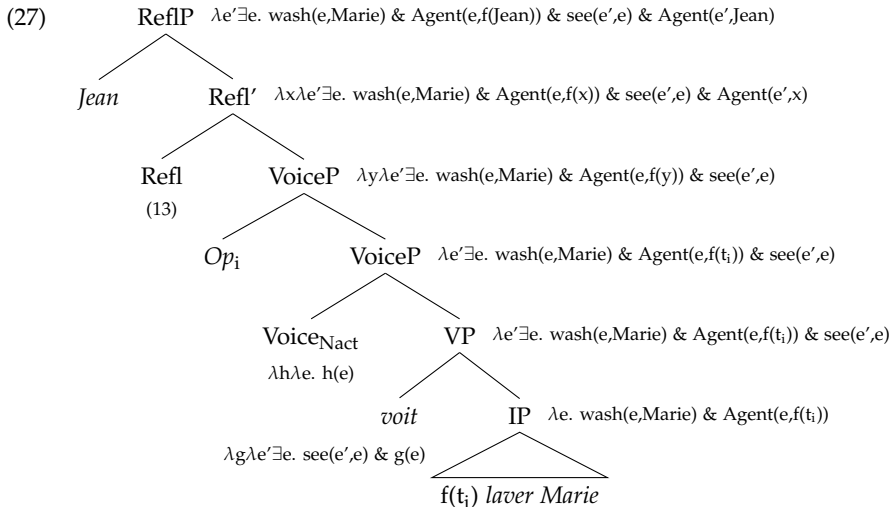 (27) ReflP λe'∃e. wash(e,Marie) & Agent(e,f(Jean)) & see(e',e) & Agent(e',Jean)
Jean Refl' λxλe'∃e. wash(e,Marie) & Agent(e,f(x)) & see(e',e) & Agent(e',x)
Refl VoiceP λyλe'∃e. wash(e,Marie) & Agent(e,f(y)) & see(e',e)
(13)
Opᵢ VoiceP λe'∃e. wash(e,Marie) & Agent(e,f(tᵢ)) & see(e',e)
Voice_Nact VP λe'∃e. wash(e,Marie) & Agent(e,f(tᵢ)) & see(e',e)
λhλe. h(e)
voit IP λe. wash(e,Marie) & Agent(e,f(tᵢ))
λgλe'∃e. see(e',e) & g(e)
f(tᵢ) laver Marie